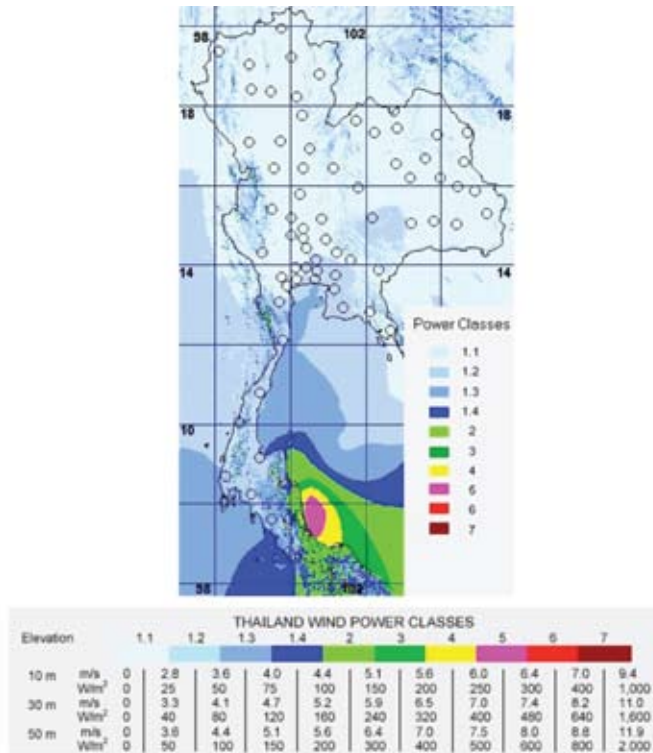 98
102
18
18
14
14
Power Classes
1.1
1.2
1.3
1.4
2
3
4
5
6
7
10
98
102
THAILAND WIND POWER CLASSES
Elevation 1.1 1.2 1.3 1.4 2 3 4 5 6 7
10 m m/s 0 2.8 3.6 4.0 4.4 5.1 5.6 6.0 6.4 7.0 9.4
W/m² 0 25 50 75 100 150 200 250 300 400 1,000
30 m m/s 0 3.3 4.1 4.7 5.2 5.9 6.5 7.0 7.4 8.2 11.0
W/m² 0 40 80 120 160 240 320 400 480 640 1,600
50 m m/s 0 3.6 4.4 5.1 5.6 6.4 7.0 7.5 8.0 8.8 11.9
W/m² 0 50 100 150 200 300 400 500 600 800 2,000